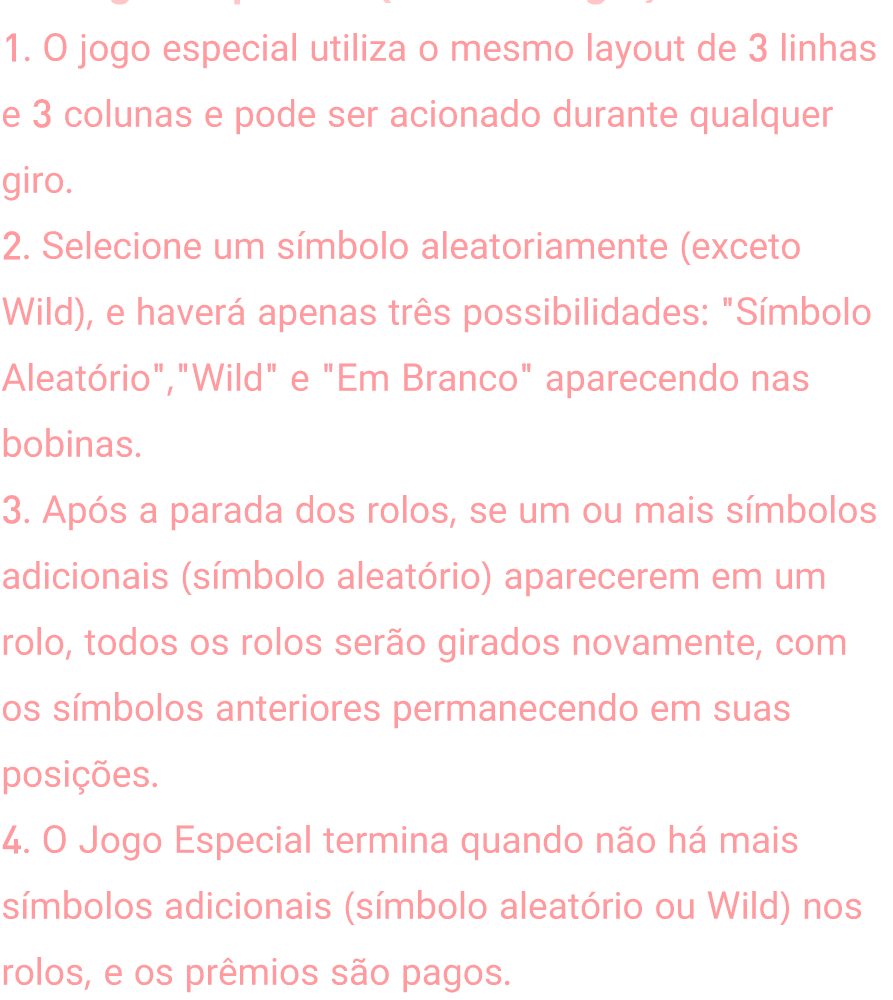 1. O jogo especial utiliza o mesmo layout de 3 linhas
e 3 colunas e pode ser acionado durante qualquer
giro.
2. Selecione um símbolo aleatoriamente (exceto
Wild), e haverá apenas três possibilidades: "Símbolo
Aleatório","Wild" e "Em Branco" aparecendo nas
bobinas.
3. Após a parada dos rolos, se um ou mais símbolos
adicionais (símbolo aleatório) aparecerem em um
rolo, todos os rolos serão girados novamente, com
os símbolos anteriores permanecendo em suas
posições.
4. O Jogo Especial termina quando não há mais
símbolos adicionais (símbolo aleatório ou Wild) nos
rolos, e os prêmios são pagos.